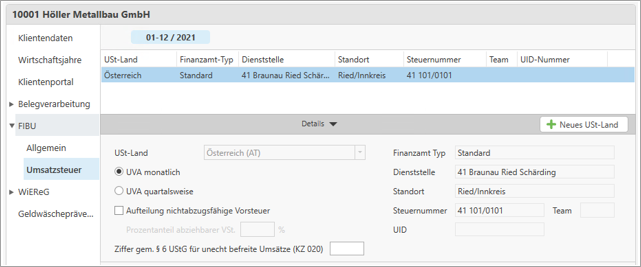 10001 Höller Metallbau GmbH
Klientendaten
Wirtschaftsjahre
Klientenportal
Belegverarbeitung
FIBU
Allgemein
Umsatzsteuer
WiEReG
Geldwäschepräve...
01-12 / 2021
USt-Land Finanzamt-Typ Dienststelle Standort Steuernummer Team UID-Nummer
Österreich Standard 41 Braunau Ried Schär... Ried/Innkreis 41 101/0101
Details
Neues USt-Land
USt-Land Österreich (AT)
UVA monatlich
UVA quartalsweise
Aufteilung nichtabzugsfähige Vorsteuer
Prozentanteil abziehbarer VSt. %
Ziffer gem. § 6 UStG für unecht befreite Umsätze (KZ 020)
Finanzamt Typ Standard
Dienststelle 41 Braunau Ried Schärding
Standort Ried/Innkreis
Steuernummer 41 101/0101 Team
UID